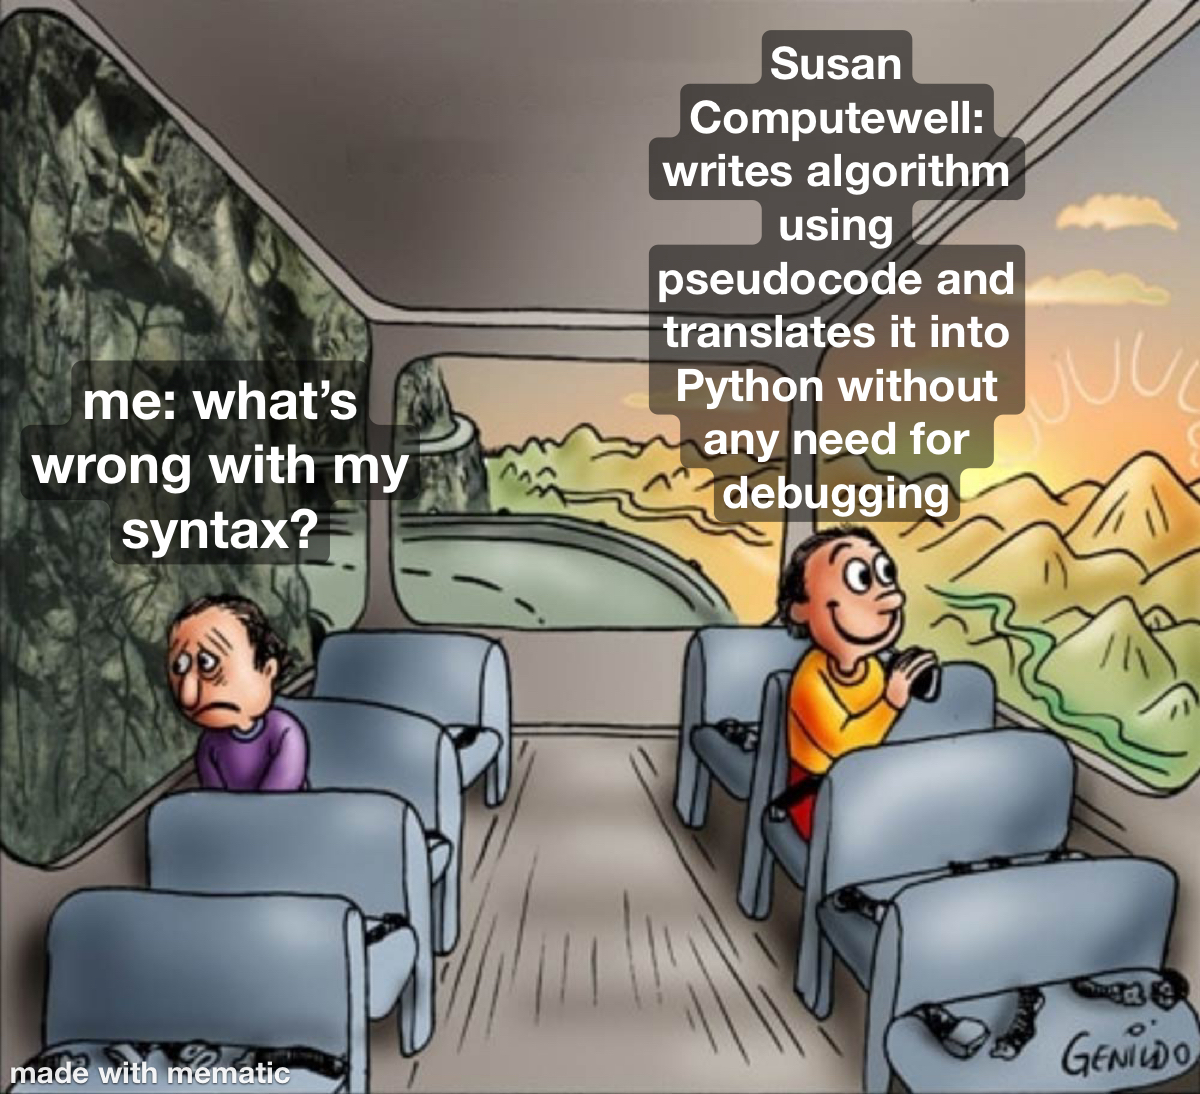 Susan
Computewell:
writes algorithm
using
pseudocode and
translates it into
Python without
any need for
debugging
me: what’s
wrong with my
syntax?
GENILDO
made with mematic